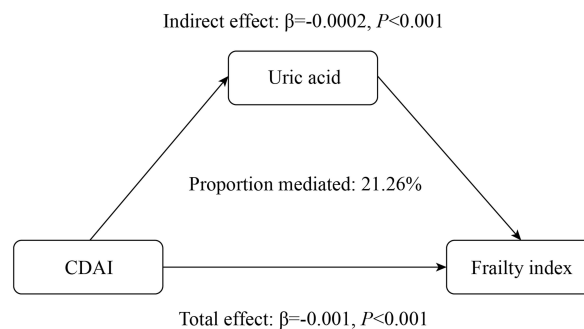 Indirect effect: β=-0.0002, P<0.001
Uric acid
Proportion mediated: 21.26%
CDAI
Frailty index
Total effect: β=-0.001, P<0.001